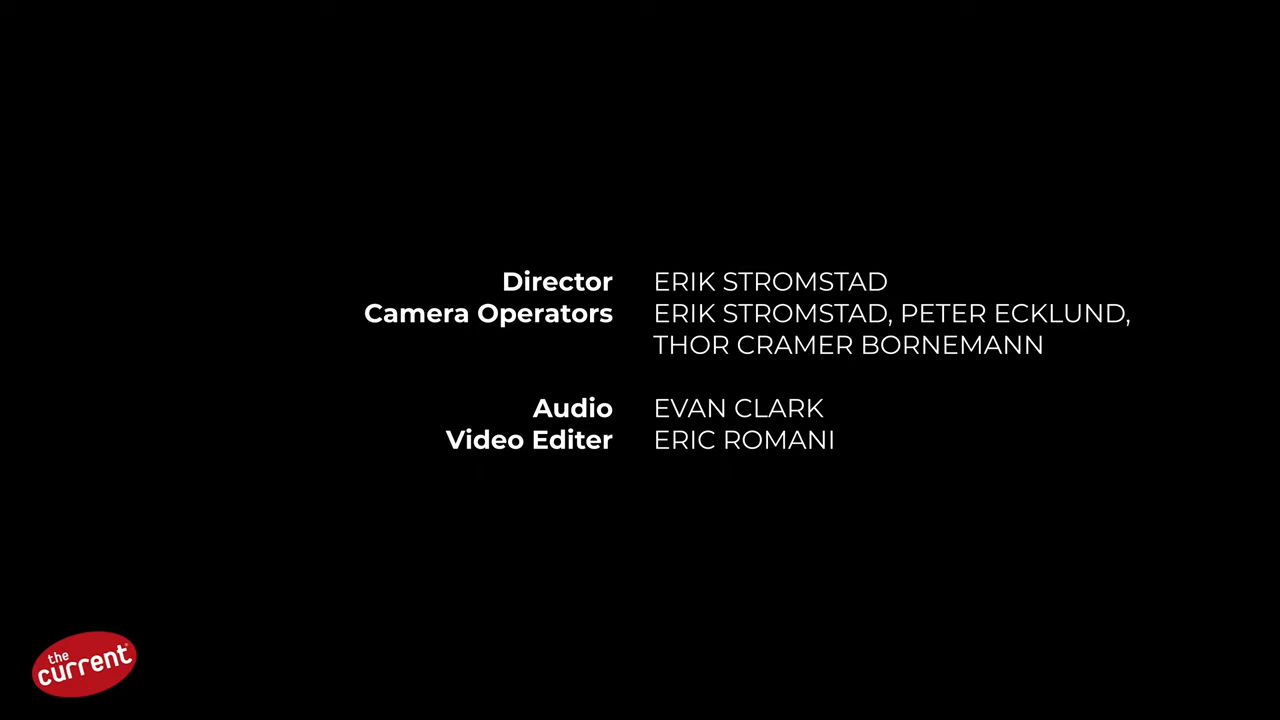 Director ERIK STROMSTAD
Camera Operators ERIK STROMSTAD, PETER ECKLUND,
THOR CRAMER BORNEMANN
Audio EVAN CLARK
Video Editer ERIC ROMANI
the
current